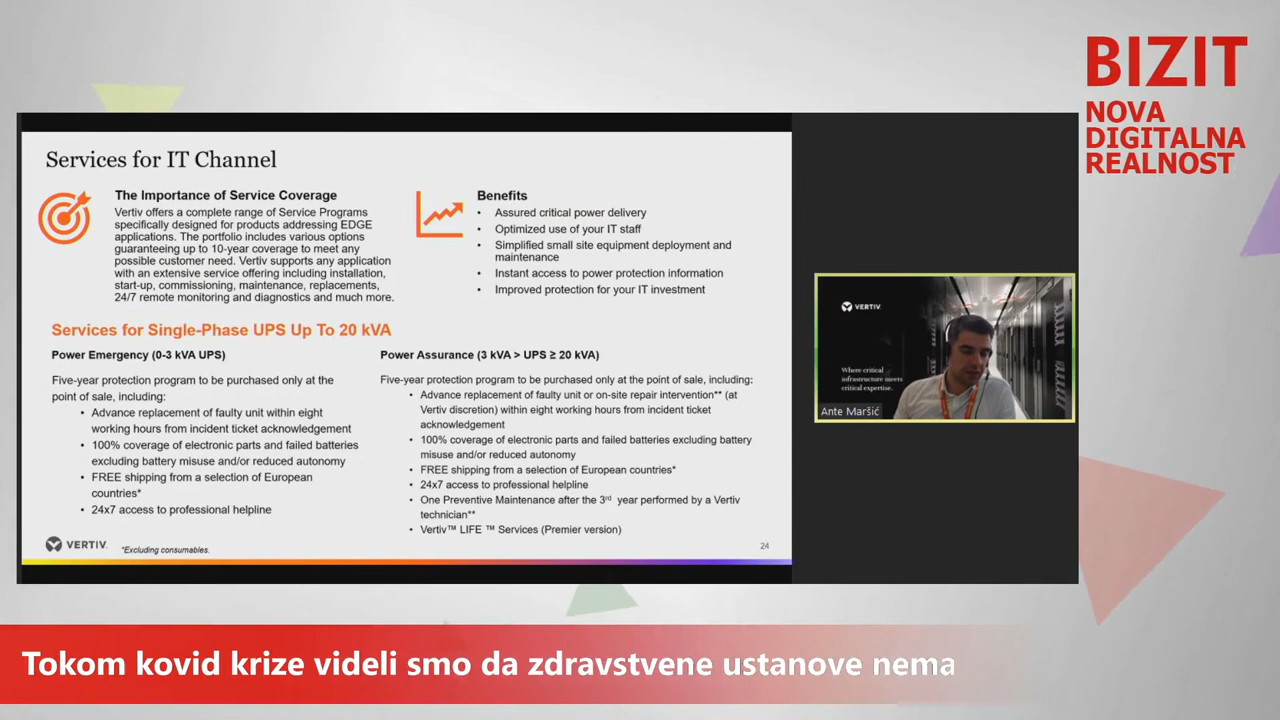 BIZIT
NOVA
DIGITALNA
REALNOST
Services for IT Channel
The Importance of Service Coverage
Vertiv offers a complete range of Service Programs
specifically designed for products addressing EDGE
applications. The portfolio includes various options
guaranteeing up to 10-year coverage to meet any
possible customer need. Vertiv supports any application
with an extensive service offering including installation,
start-up, commissioning, maintenance, replacements,
24/7 remote monitoring and diagnostics and much more.
Benefits
• Assured critical power delivery
• Optimized use of your IT staff
• Simplified small site equipment deployment and
maintenance
• Instant access to power protection information
• Improved protection for your IT investment
Services for Single-Phase UPS Up To 20 kVA
Power Emergency (0-3 kVA UPS)
Five-year protection program to be purchased only at the
point of sale, including:
• Advance replacement of faulty unit within eight
working hours from incident ticket acknowledgement
• 100% coverage of electronic parts and failed batteries
excluding battery misuse and/or reduced autonomy
• FREE shipping from a selection of European
countries*
• 24x7 access to professional helpline
Power Assurance (3 kVA > UPS ≥ 20 kVA)
Five-year protection program to be purchased only at the point of sale, including:
• Advance replacement of faulty unit or on-site repair intervention** (at
Vertiv discretion) within eight working hours from incident ticket
acknowledgement
• 100% coverage of electronic parts and failed batteries excluding battery
misuse and/or reduced autonomy
• FREE shipping from a selection of European countries*
• 24x7 access to professional helpline
• One Preventive Maintenance after the 3rd year performed by a Vertiv
technician**
• Vertiv™ LIFE ™ Services (Premier version)
VERTIV.
*Excluding consumables.
24
VERTIV.
Where critical
infrastructure meets
critical expertise.
Ante Maršić
Tokom kovid krize videli smo da zdravstvene ustanove nema